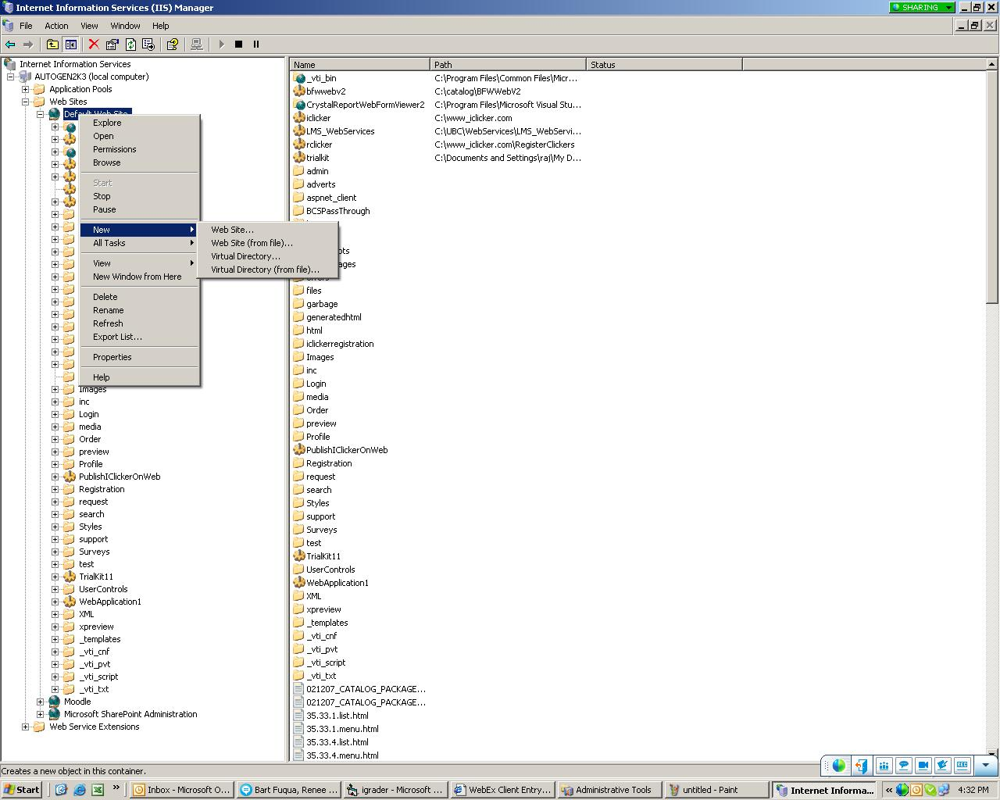 Internet Information Services (IIS) Manager
SHARING
File Action View Window Help
Internet Information Services
AUTOGEN2K3 (local computer)
Application Pools
Web Sites
Default Web Site
Explore
Open
Permissions
Browse
Start
Stop
Pause
New
All Tasks
View
New Window from Here
Delete
Rename
Refresh
Export List...
Properties
Help
Web Site...
Web Site (from file)...
Virtual Directory...
Virtual Directory (from file)...
Images
inc
Login
media
Order
preview
Profile
PublishIClickerOnWeb
Registration
request
search
Styles
support
Surveys
test
TrialKit11
UserControls
WebApplication1
XML
xpreview
_templates
_vti_cnf
_vti_pvt
_vti_script
_vti_txt
Moodle
Microsoft SharePoint Administration
Web Service Extensions
Name Path Status
_vti_bin C:\Program Files\Common Files\Micr...
bfwwebv2 C:\catalog\BFWWebV2
CrystalReportWebFormViewer2 C:\Program Files\Microsoft Visual Stu...
iclicker C:\www_iclicker.com
LMS_WebServices C:\UBC\WebServices\LMS_WebServi...
rclicker C:\www_iclicker.com\RegisterClickers
trialkit C:\Documents and Settings\raj\My D...
admin
adverts
aspnet_client
BCSPassThrough
pts
ages
errors
files
garbage
generatedhtml
html
iclickerregistration
Images
inc
Login
media
Order
preview
Profile
PublishIClickerOnWeb
Registration
request
search
Styles
support
Surveys
test
TrialKit11
UserControls
WebApplication1
XML
xpreview
_templates
_vti_cnf
_vti_pvt
_vti_script
_vti_txt
021207_CATALOG_PACKAGE...
021207_CATALOG_PACKAGE...
35.33.1.list.html
35.33.1.menu.html
35.33.4.list.html
35.33.4.menu.html
Creates a new object in this container.
REC
Start
»
Inbox - Microsoft O...
Bart Fuqua, Renee ...
igrader - Microsoft ...
WebEx Client Entry...
Administrative Tools
untitled - Paint
Internet Informa...
«
4:32 PM